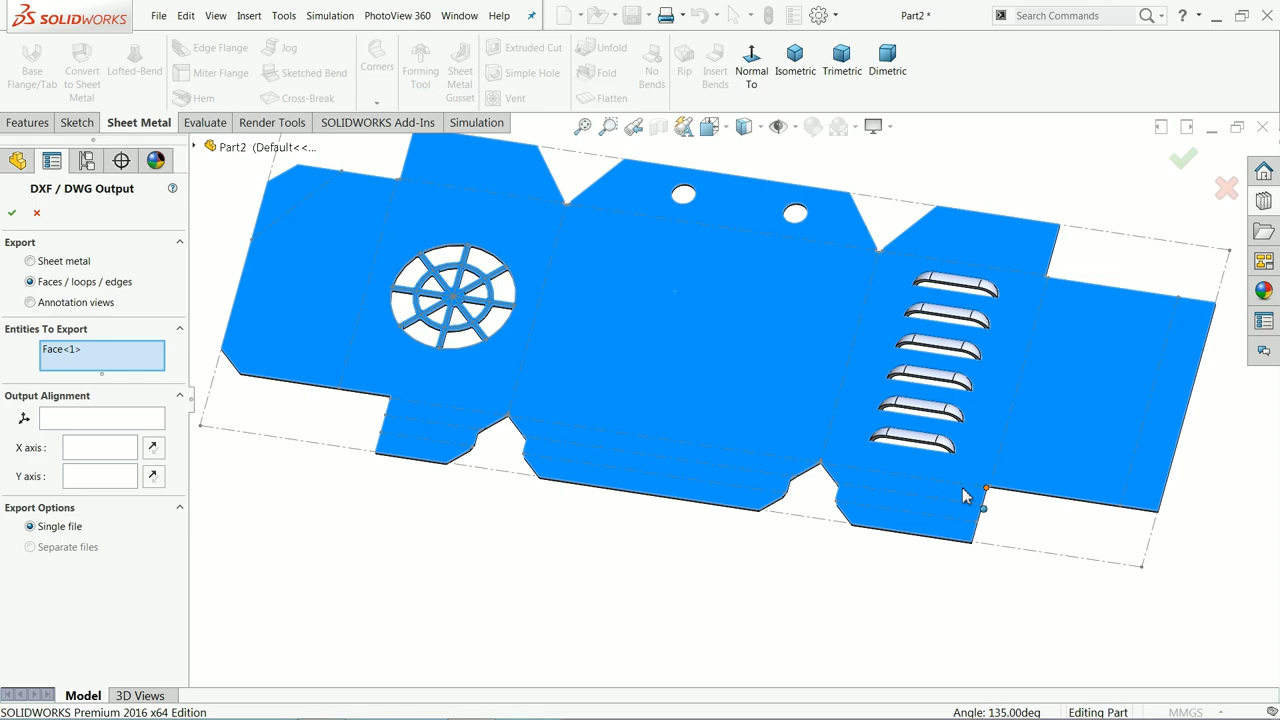 SOLIDWORKS
File Edit View Insert Tools Simulation PhotoView 360 Window Help
Part2 *
Search Commands
Base Flange/Tab
Convert to Sheet Metal
Lofted-Bend
Edge Flange
Miter Flange
Hem
Jog
Sketched Bend
Cross-Break
Corners
Forming Tool
Sheet Metal Gusset
Extruded Cut
Simple Hole
Vent
Unfold
Fold
Flatten
No Bends
Rip
Insert Bends
Normal To
Isometric
Trimetric
Dimetric
Features Sketch Sheet Metal Evaluate Render Tools SOLIDWORKS Add-Ins Simulation
Part2 (Default<<...
DXF / DWG Output
Export
Sheet metal
Faces / loops / edges
Annotation views
Entities To Export
Face<1>
Output Alignment
X axis :
Y axis :
Export Options
Single file
Separate files
Model 3D Views
SOLIDWORKS Premium 2016 x64 Edition
Angle: 135.00deg
Editing Part
MMGS